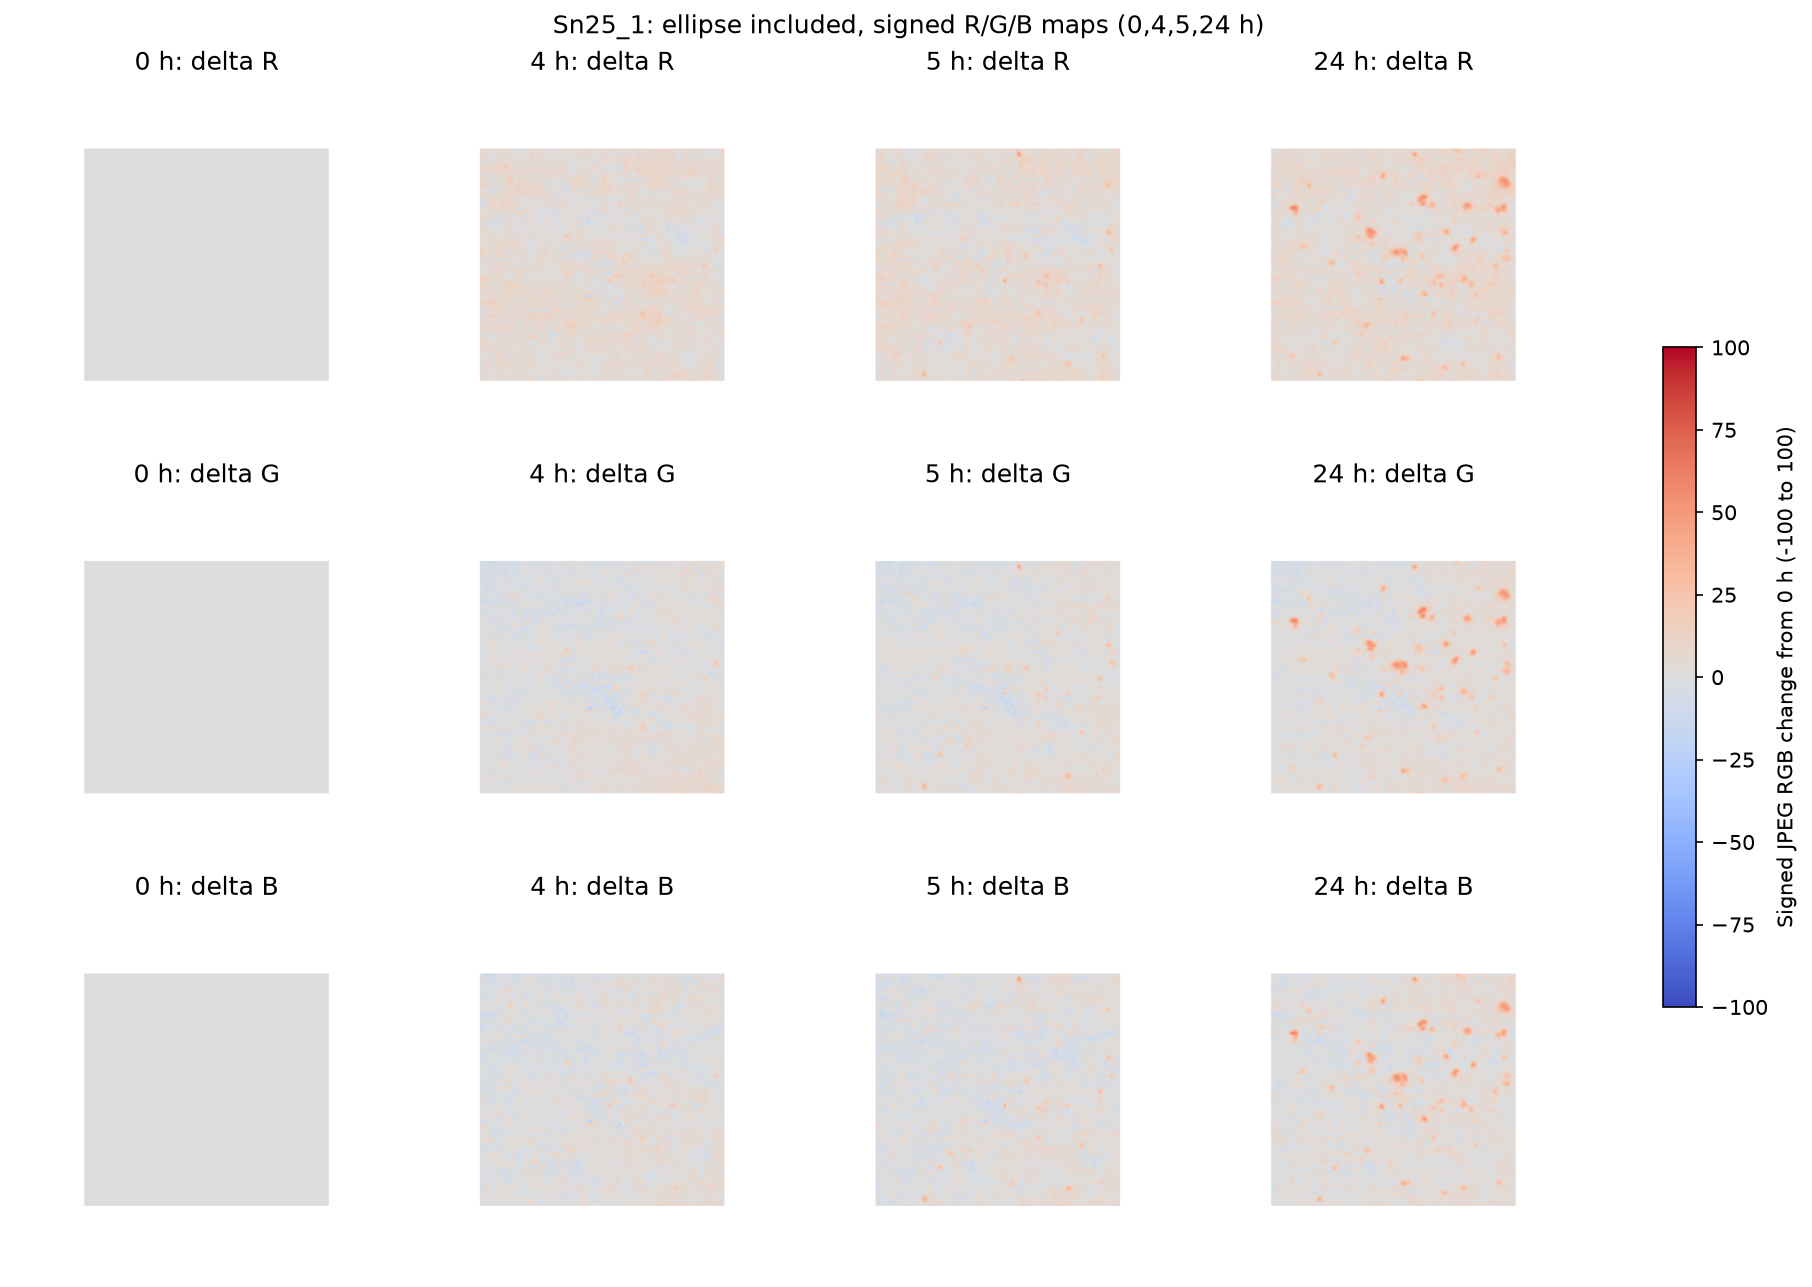 Sn25_1: ellipse included, signed R/G/B maps (0,4,5,24 h)
0 h: delta R
4 h: delta R
5 h: delta R
24 h: delta R
0 h: delta G
4 h: delta G
5 h: delta G
24 h: delta G
0 h: delta B
4 h: delta B
5 h: delta B
24 h: delta B
100
75
50
25
0
−25
−50
−75
−100
Signed JPEG RGB change from 0 h (-100 to 100)